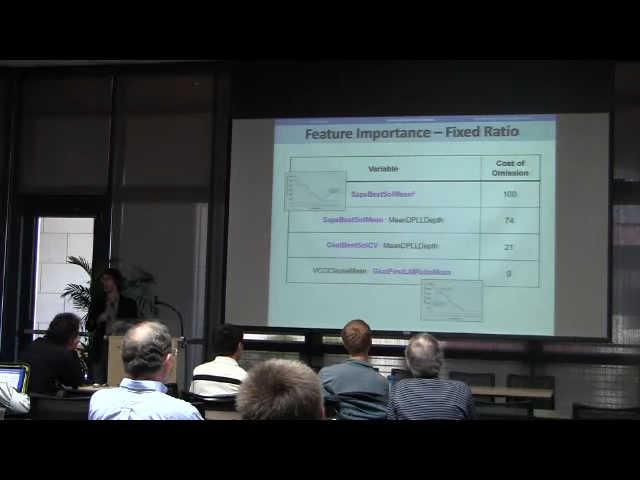 Feature Importance – Fixed Ratio
Variable
Cost of
Omission
SapsBestSolMean²
100
SapsBestSolMean · MeanDPLLDepth
74
GsatBestSolCV · MeanDPLLDepth
21
VCGClauseMean · GsatFirstLMRatioMean
9